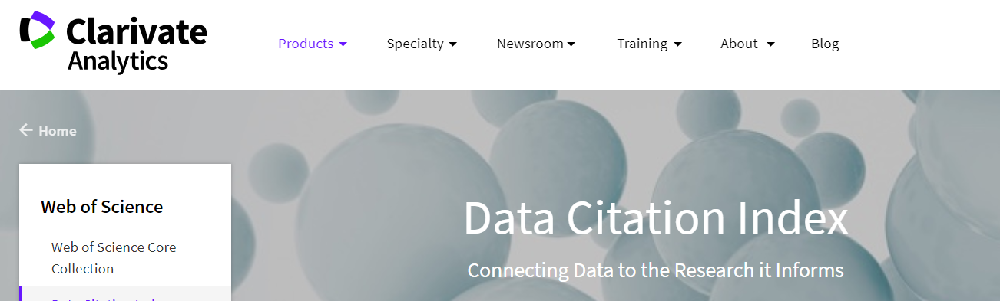 Clarivate
Analytics
Products
Specialty
Newsroom
Training
About
Blog
Home
Web of Science
Web of Science Core
Collection
Data Citation Index
Connecting Data to the Research it Informs